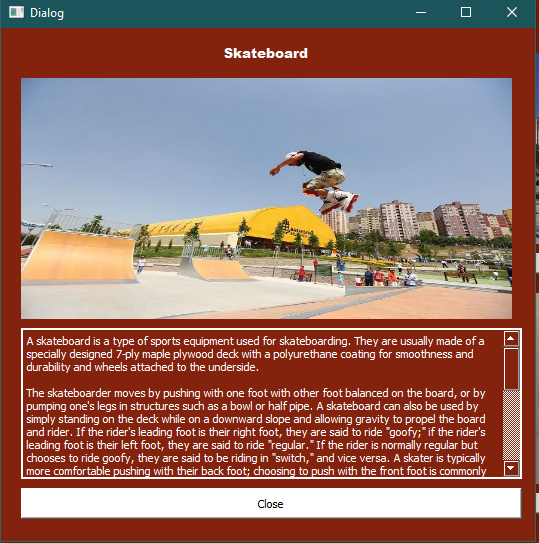 Dialog
Skateboard
A skateboard is a type of sports equipment used for skateboarding. They are usually made of a
specially designed 7-ply maple plywood deck with a polyurethane coating for smoothness and
durability and wheels attached to the underside.
The skateboarder moves by pushing with one foot with other foot balanced on the board, or by
pumping one's legs in structures such as a bowl or half pipe. A skateboard can also be used by
simply standing on the deck while on a downward slope and allowing gravity to propel the board
and rider. If the rider's leading foot is their right foot, they are said to ride "goofy;" if the rider's
leading foot is their left foot, they are said to ride "regular." If the rider is normally regular but
chooses to ride goofy, they are said to be riding in "switch," and vice versa. A skater is typically
more comfortable pushing with their back foot; choosing to push with the front foot is commonly
Close